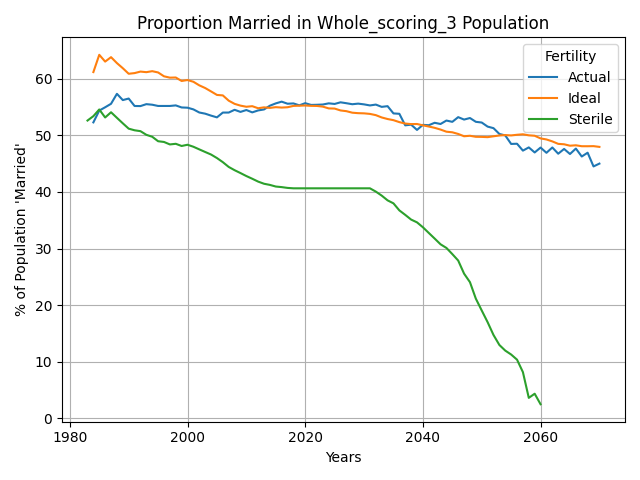 Proportion Married in Whole_scoring_3 Population
Fertility
Actual
Ideal
Sterile
% of Population 'Married'
60
50
40
30
20
10
0
1980
2000
2020
2040
2060
Years